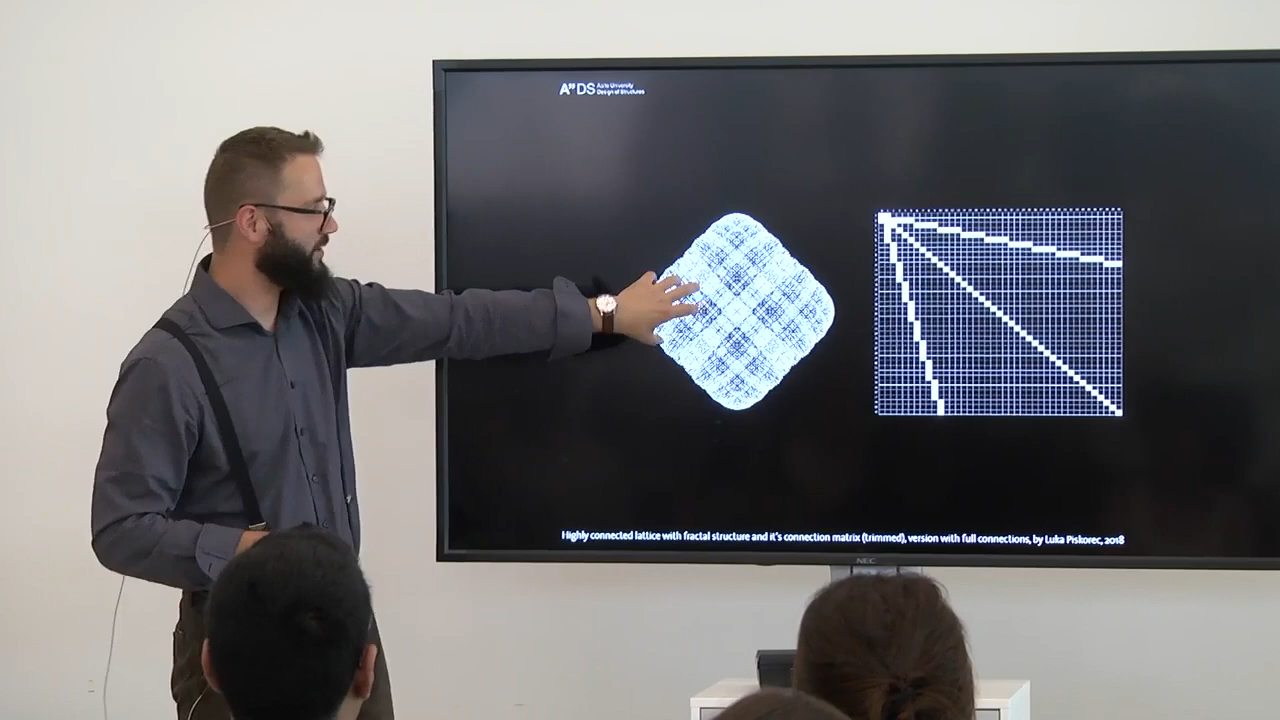 A" DS Aalto University
Design of Structures
Highly connected lattice with fractal structure and it's connection matrix (trimmed), version with full connections, by Luka Piskorec, 2018
NEC